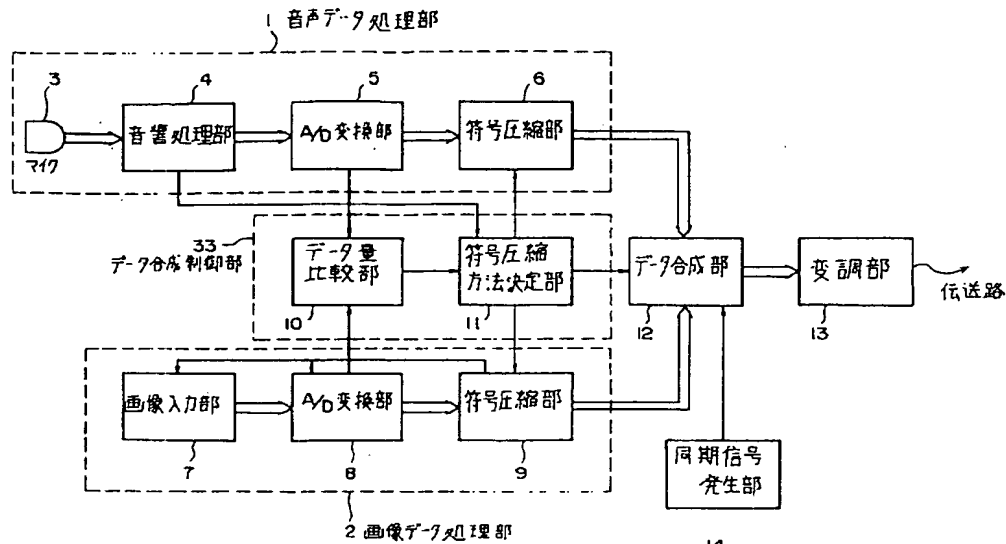 1 音声データ処理部
3
4
5
6
マイク
音響処理部
A/D変換部
符号圧縮部
33
データ合成制御部
データ量
比較部
10
符号圧縮
方法決定部
11
データ合成部
12
変調部
13
伝送路
画像入力部
7
A/D変換部
8
符号圧縮部
9
同期信号
発生部
14
2 画像データ処理部